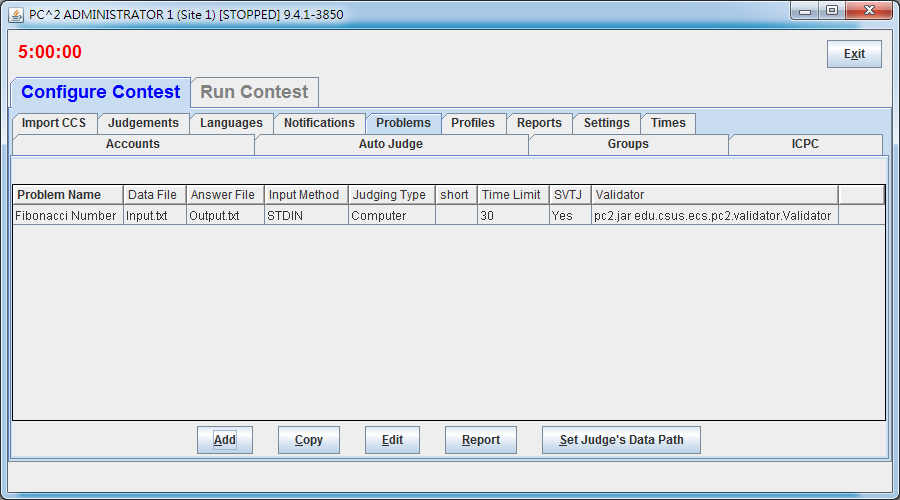 PC^2 ADMINISTRATOR 1 (Site 1) [STOPPED] 9.4.1-3850
5:00:00
Exit
Configure Contest Run Contest
Import CCS Judgements Languages Notifications Problems Profiles Reports Settings Times
Accounts Auto Judge Groups ICPC
Problem Name Data File Answer File Input Method Judging Type short Time Limit SVTJ Validator
Fibonacci Number Input.txt Output.txt STDIN Computer 30 Yes pc2.jar edu.csus.ecs.pc2.validator.Validator
Add Copy Edit Report Set Judge's Data Path